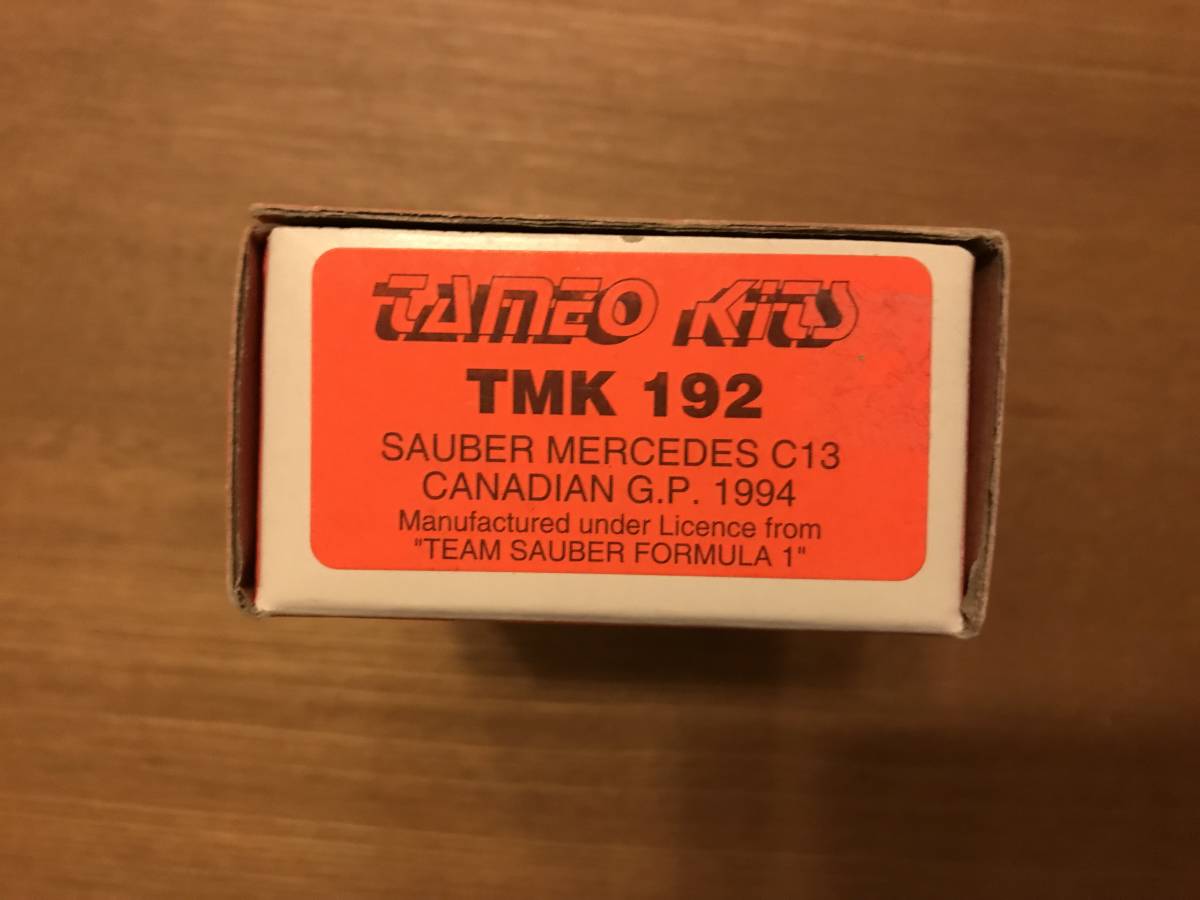 TAMEO KITS
TMK 192
SAUBER MERCEDES C13
CANADIAN G.P. 1994
Manufactured under Licence from
"TEAM SAUBER FORMULA 1"